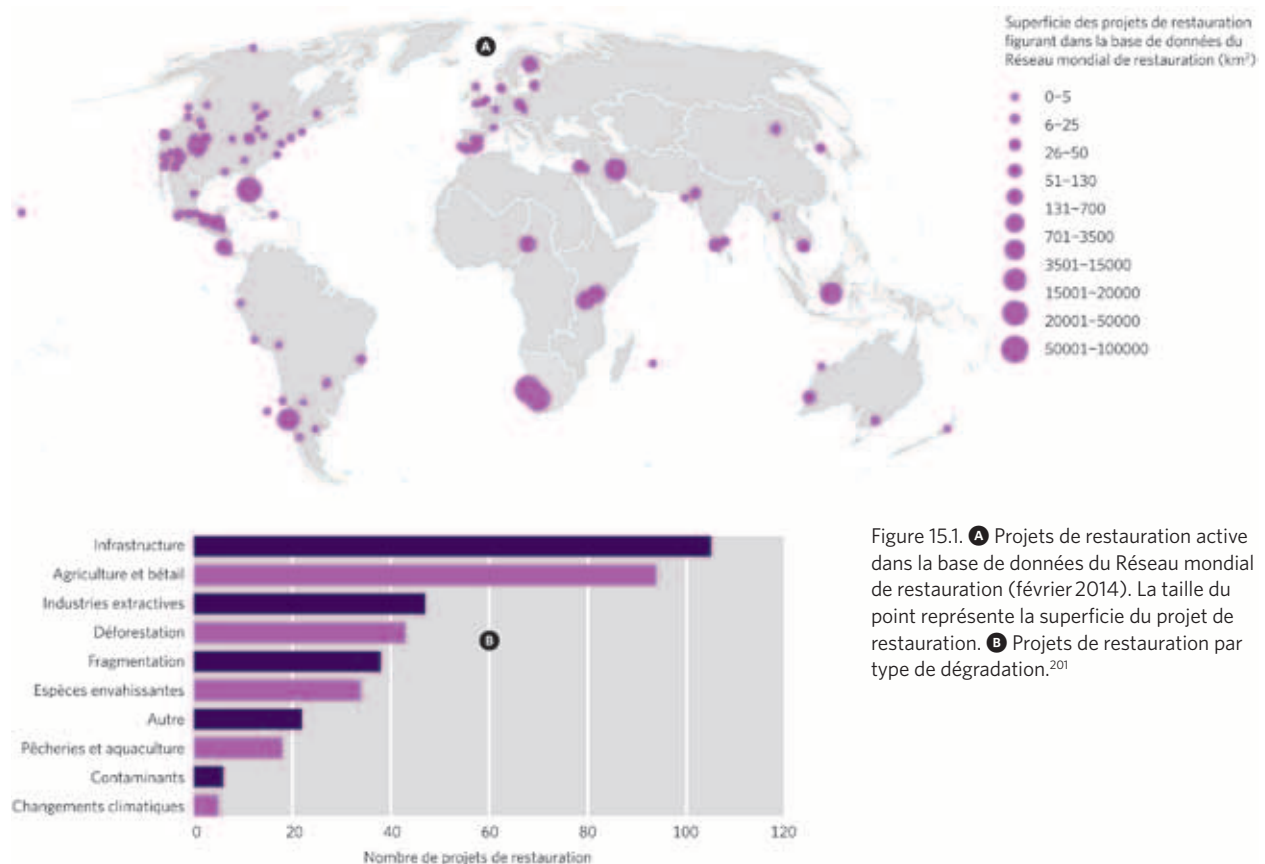 Superficie des projets de restauration
figurant dans la base de données du
Réseau mondial de restauration (km²)
A
0–5
6–25
26–50
51–130
131–700
701–3500
3501–15000
15001–20000
20001–50000
50001–100000
Infrastructure
Agriculture et bétail
Industries extractives
Déforestation
Fragmentation
Espèces envahissantes
Autre
Pêcheries et aquaculture
Contaminants
Changements climatiques
B
0 20 40 60 80 100 120
Nombre de projets de restauration
Figure 15.1. A Projets de restauration active
dans la base de données du Réseau mondial
de restauration (février 2014). La taille du
point représente la superficie du projet de
restauration. B Projets de restauration par
type de dégradation.²⁰¹